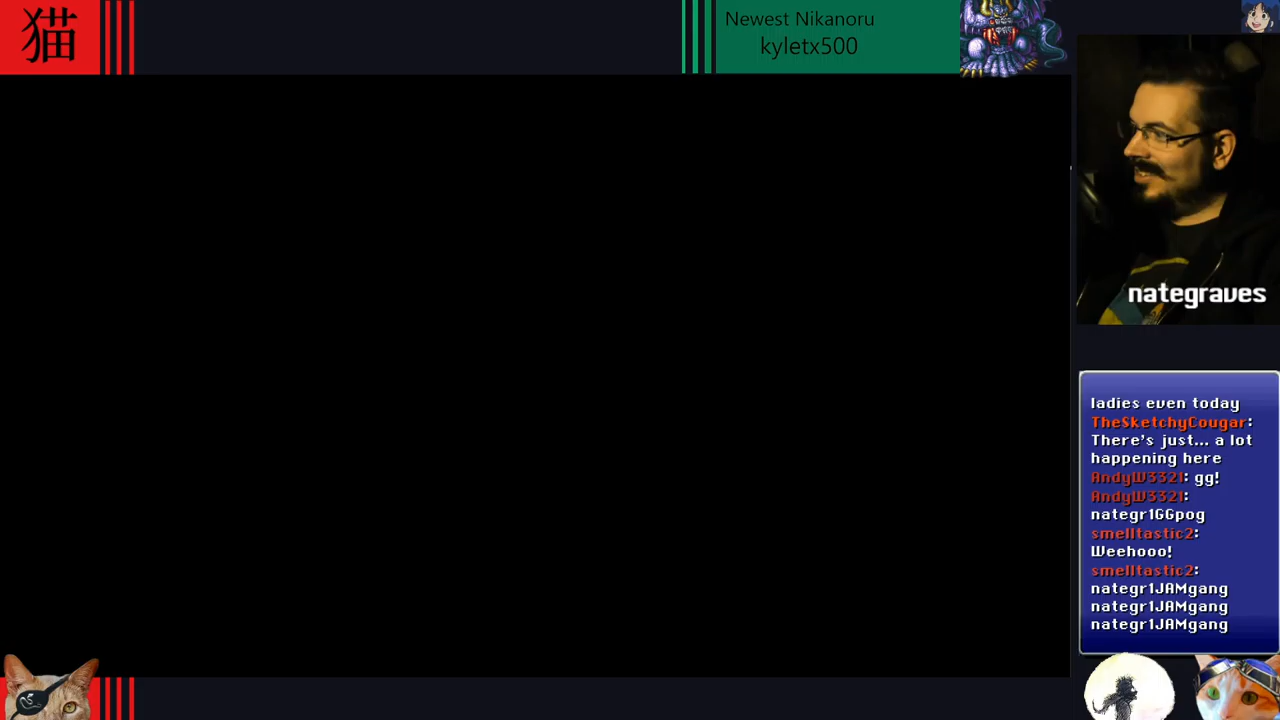 猫
Newest Nikanoru
kyletx500
nategraves
ladies even today
TheSketchyCougar:
There's just... a lot
happening here
AndyW3321: gg!
AndyW3321:
nategr1GGpog
smelltastic2:
Weehooo!
smelltastic2:
nategr1JAMgang
nategr1JAMgang
nategr1JAMgang